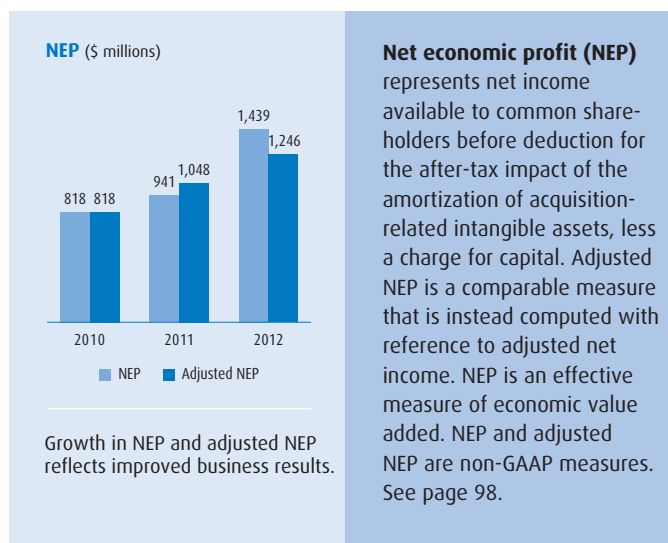 NEP ($ millions)
1,439
1,246
1,048
941
818 818
2010 2011 2012
NEP Adjusted NEP
Growth in NEP and adjusted NEP
reflects improved business results.
Net economic profit (NEP)
represents net income
available to common share-
holders before deduction for
the after-tax impact of the
amortization of acquisition-
related intangible assets, less
a charge for capital. Adjusted
NEP is a comparable measure
that is instead computed with
reference to adjusted net
income. NEP is an effective
measure of economic value
added. NEP and adjusted
NEP are non-GAAP measures.
See page 98.